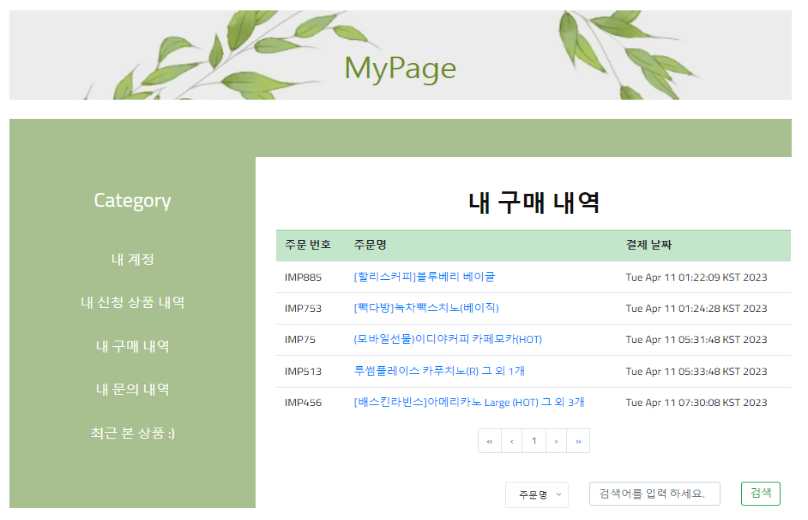 MyPage
Category
내 계정
내 신청 상품 내역
내 구매 내역
내 문의 내역
최근 본 상품 :)
내 구매 내역
주문 번호 주문명 결제 날짜
IMP885 [할리스커피]블루베리 베이글 Tue Apr 11 01:22:09 KST 2023
IMP753 [빽다방]녹차빽스치노(베이직) Tue Apr 11 01:24:28 KST 2023
IMP75 (모바일선물)이디야커피 카페모카(HOT) Tue Apr 11 05:31:48 KST 2023
IMP513 투썸플레이스 카푸치노(R) 그 외 1개 Tue Apr 11 05:33:48 KST 2023
IMP456 [배스킨라빈스]아메리카노 Large (HOT) 그 외 3개 Tue Apr 11 07:30:08 KST 2023
« ‹ 1 › »
주문명 검색어를 입력 하세요. 검색